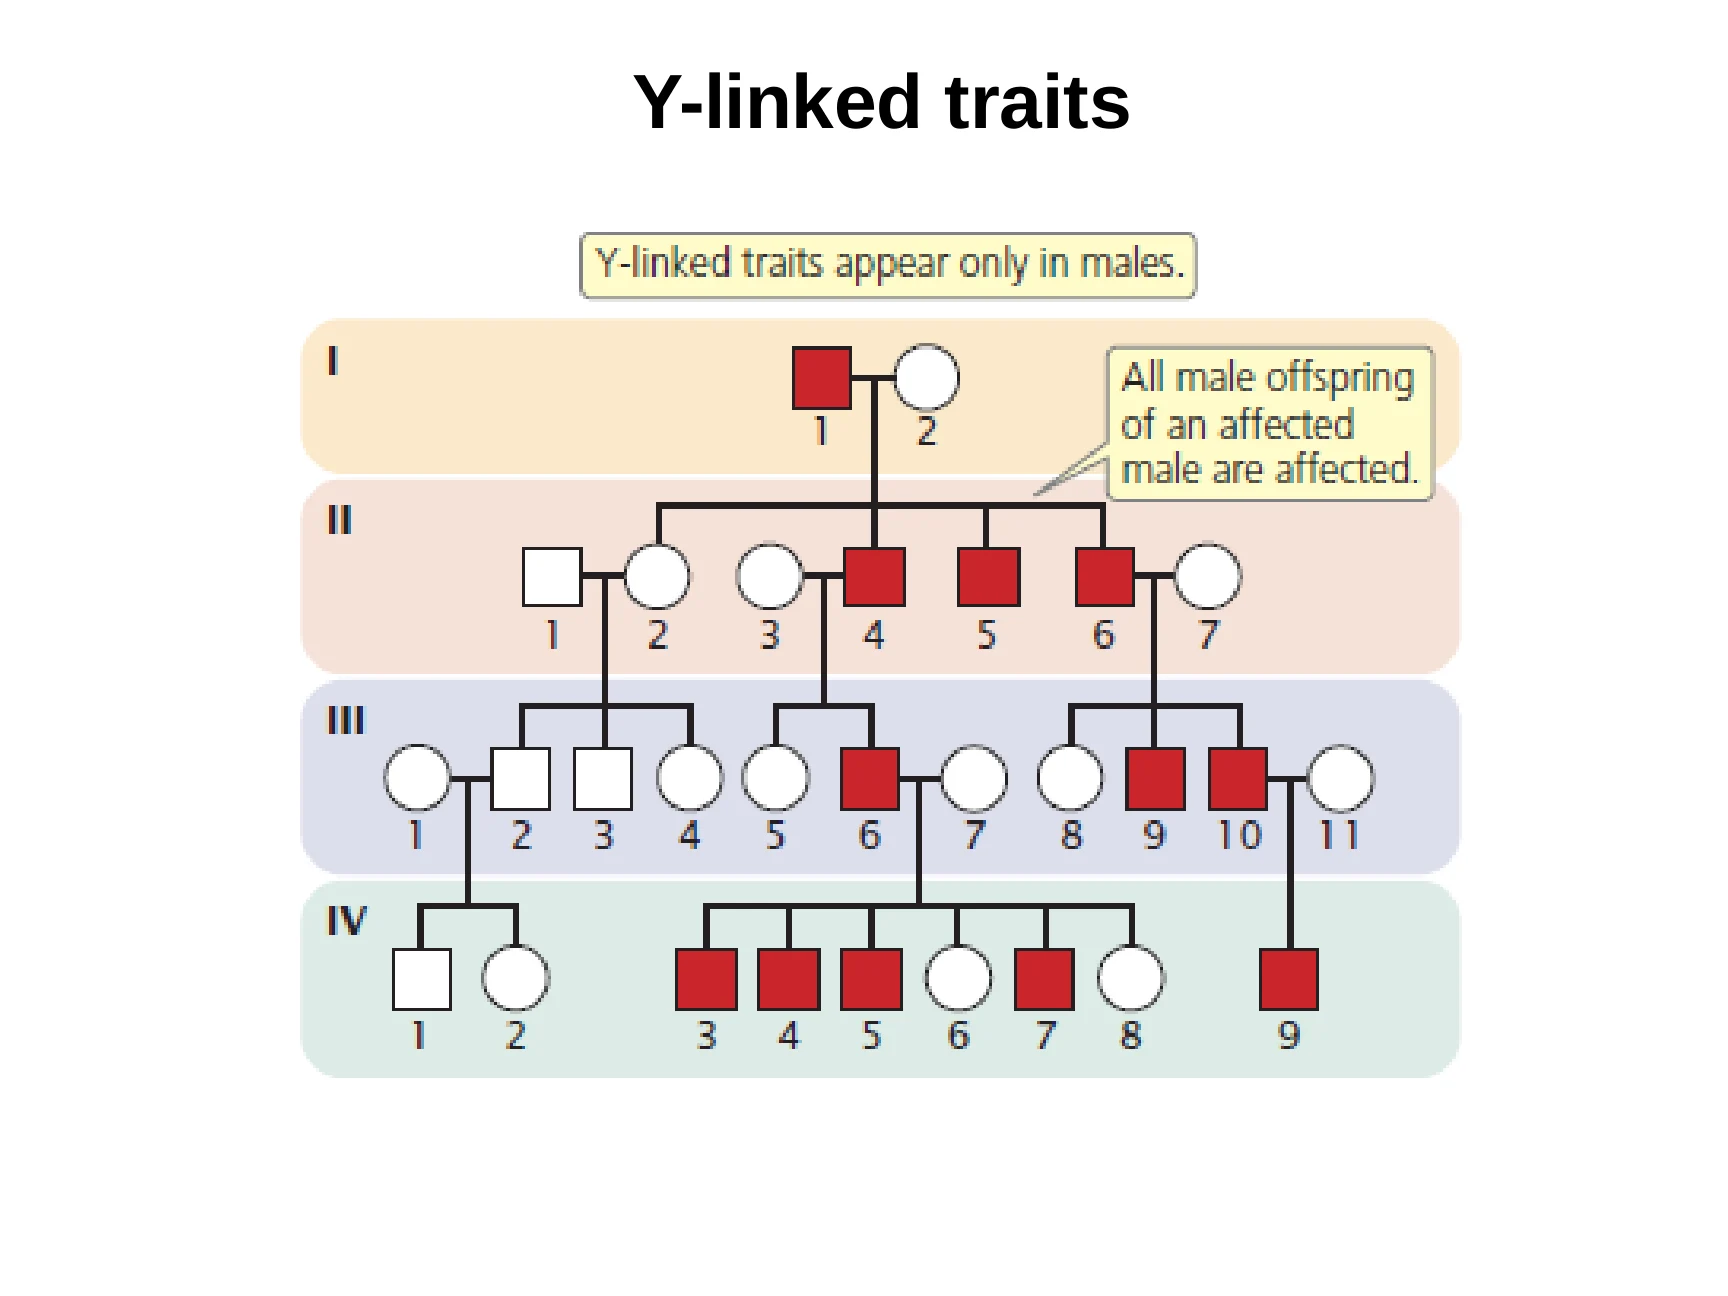 Y-linked traits
Y-linked traits appear only in males.
I
All male offspring
of an affected
male are affected.
1 2
II
1 2 3 4 5 6 7
III
1 2 3 4 5 6 7 8 9 10 11
IV
1 2 3 4 5 6 7 8 9